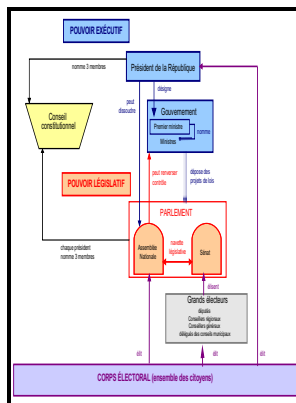 POUVOIR EXÉCUTIF
Président de la République
nomme 3 membres
peut
dissoudre
désigne
Conseil
constitutionnel
Gouvernement
Premier ministre
Ministres
nomme
POUVOIR LÉGISLATIF
peut renverser
contrôle
dépose des
projets de lois
PARLEMENT
chaque président
nomme 3 membres
Assemblée
Nationale
navette
législative
Sénat
élisent
Grands électeurs
députés
Conseillers régionaux
Conseillers généraux
délégués des conseils municipaux
élit
élit
élit
CORPS ÉLECTORAL (ensemble des citoyens)